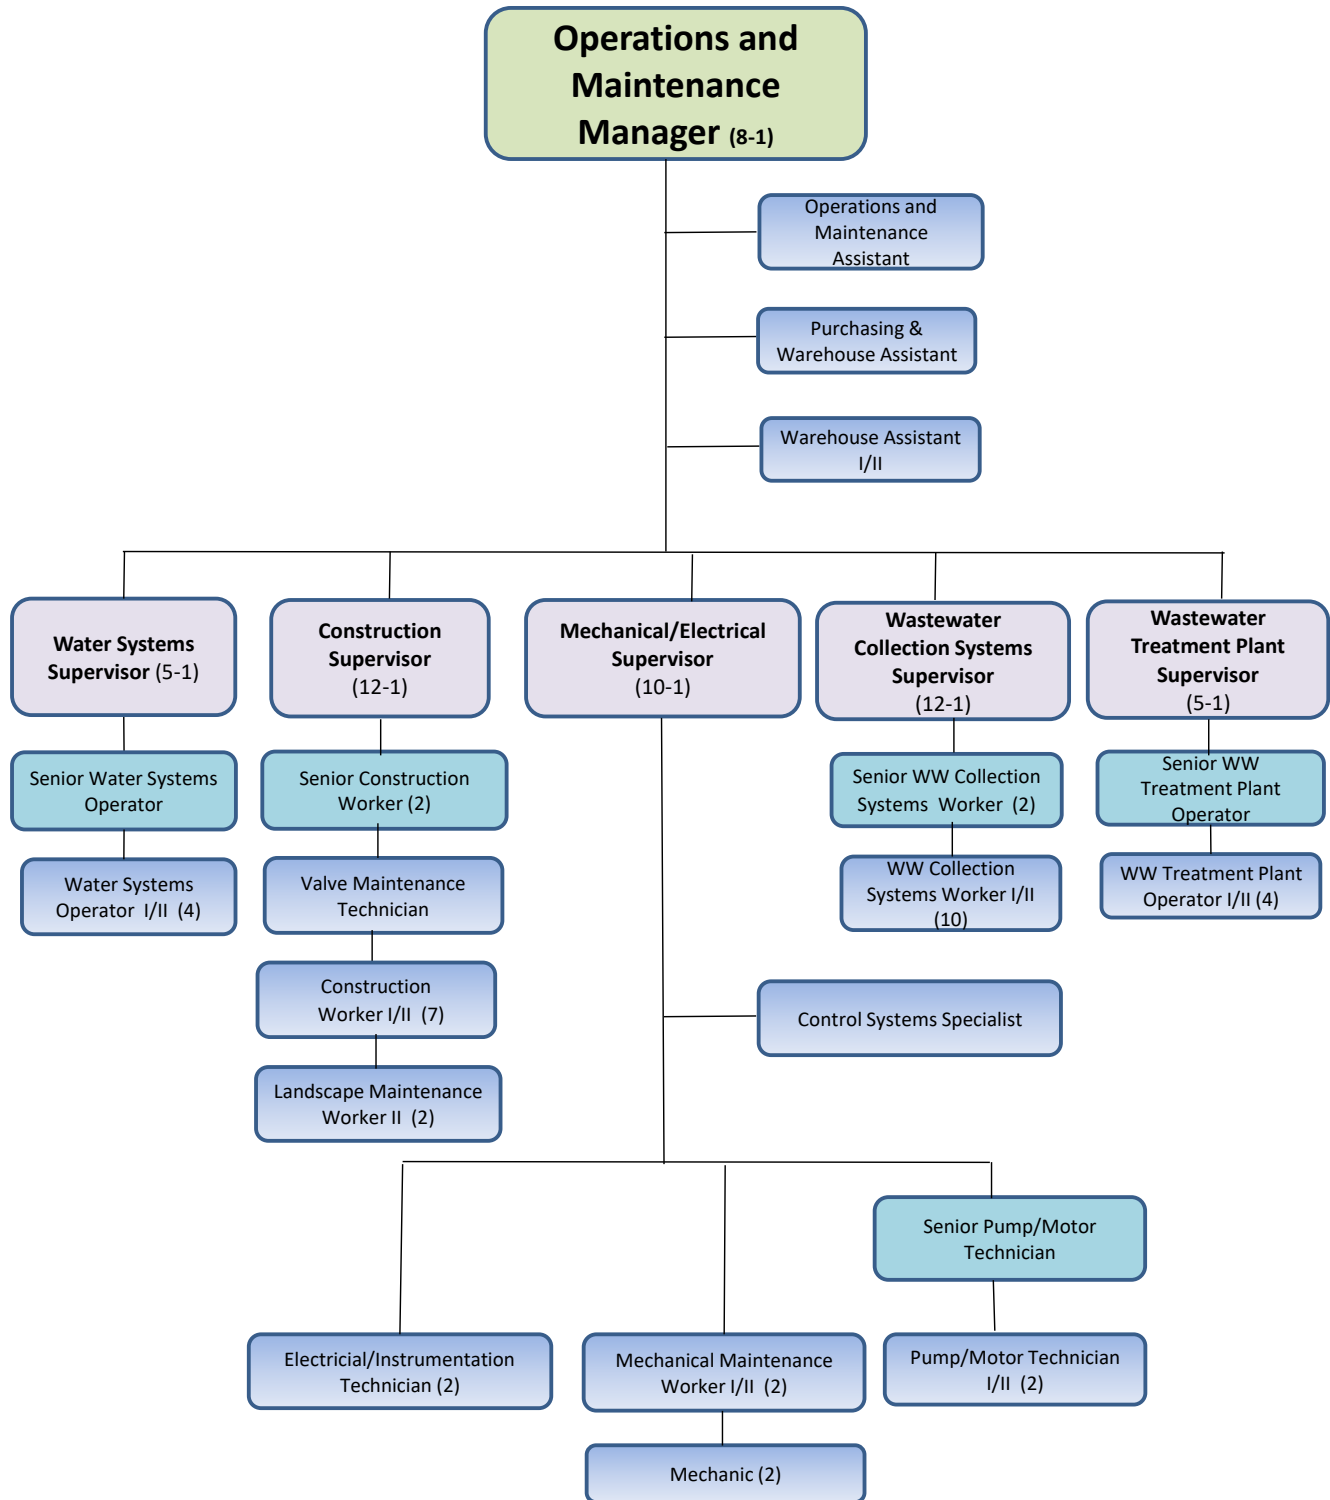 Operations and
Maintenance
Manager (8-1)
Operations and
Maintenance
Assistant
Purchasing &
Warehouse Assistant
Warehouse Assistant
I/II
Water Systems
Supervisor (5-1)
Construction
Supervisor
(12-1)
Mechanical/Electrical
Supervisor
(10-1)
Wastewater
Collection Systems
Supervisor
(12-1)
Wastewater
Treatment Plant
Supervisor
(5-1)
Senior Water Systems
Operator
Senior Construction
Worker (2)
Senior WW Collection
Systems Worker (2)
Senior WW
Treatment Plant
Operator
Water Systems
Operator I/II (4)
Valve Maintenance
Technician
WW Collection
Systems Worker I/II
(10)
WW Treatment Plant
Operator I/II (4)
Construction
Worker I/II (7)
Control Systems Specialist
Landscape Maintenance
Worker II (2)
Senior Pump/Motor
Technician
Electricial/Instrumentation
Technician (2)
Mechanical Maintenance
Worker I/II (2)
Pump/Motor Technician
I/II (2)
Mechanic (2)